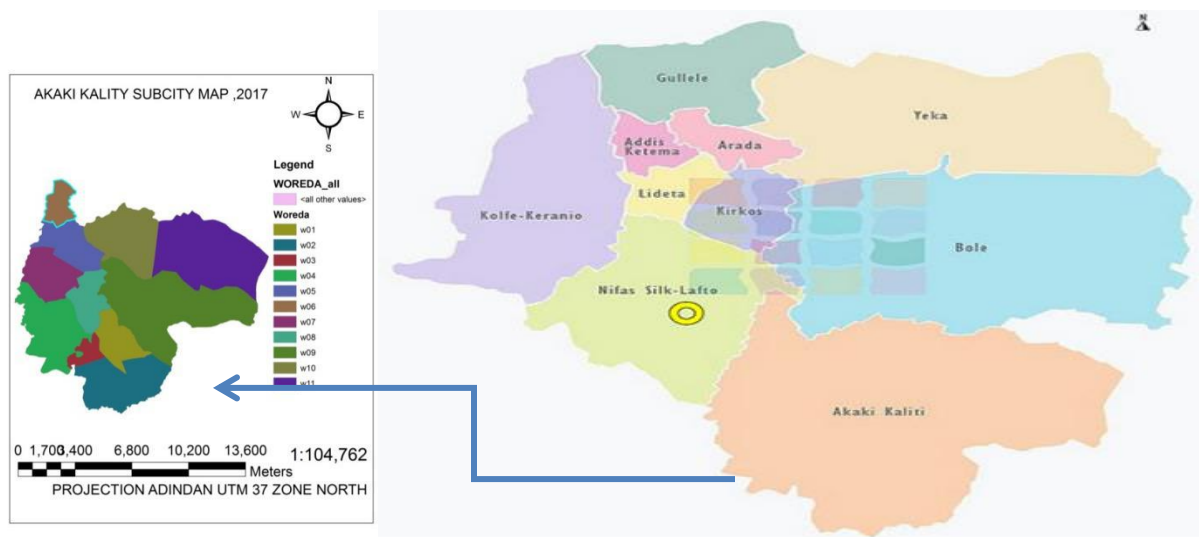 AKAKI KALITY SUBCITY MAP ,2017
N
W
E
S
Legend
WOREDA_all
<all other values>
Woreda
w01
w02
w03
w04
w05
w06
w07
w08
w09
w10
w11
0 1,700 3,400 6,800 10,200 13,600
Meters
1:104,762
PROJECTION ADINDAN UTM 37 ZONE NORTH
N
Gullele
Yeka
Addis
Ketema
Arada
Lideta
Kirkos
Kolfe-Keranio
Bole
Nifas Silk-Lafto
Akaki Kaliti